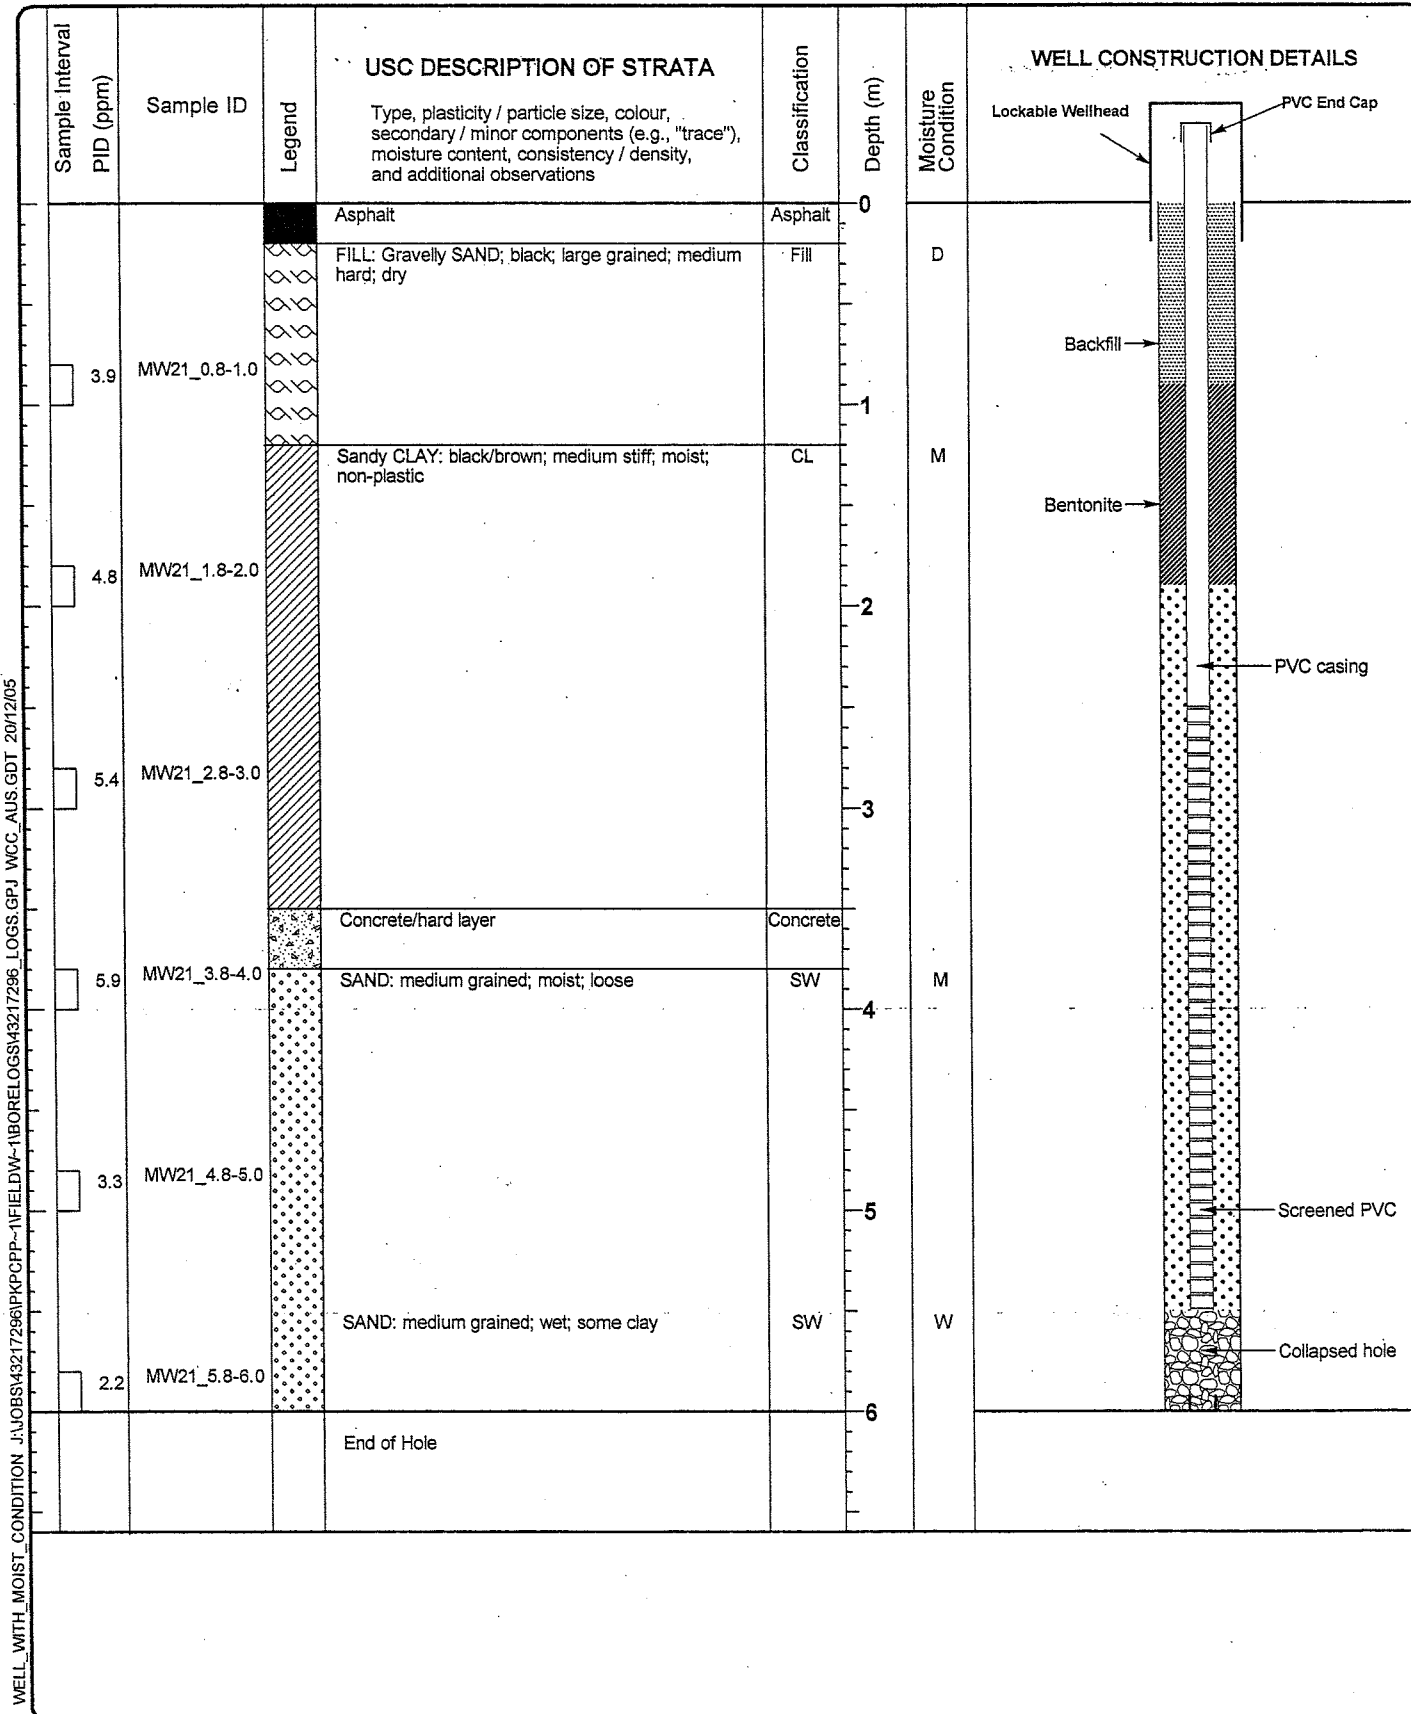 Sample Interval
PID (ppm)
Sample ID
Legend
USC DESCRIPTION OF STRATA
Type, plasticity / particle size, colour,
secondary / minor components (e.g., "trace"),
moisture content, consistency / density,
and additional observations
Classification
Depth (m)
Moisture
Condition
WELL CONSTRUCTION DETAILS
Lockable Wellhead
PVC End Cap
0
Asphalt
Asphalt
FILL: Gravelly SAND; black; large grained; medium
hard; dry
Fill
D
Backfill
3.9
MW21_0.8-1.0
1
Sandy CLAY: black/brown; medium stiff; moist;
non-plastic
CL
M
Bentonite
4.8
MW21_1.8-2.0
2
PVC casing
5.4
MW21_2.8-3.0
3
Concrete/hard layer
Concrete
5.9
MW21_3.8-4.0
SAND: medium grained; moist; loose
SW
M
4
3.3
MW21_4.8-5.0
5
Screened PVC
SAND: medium grained; wet; some clay
SW
W
Collapsed hole
2.2
MW21_5.8-6.0
6
End of Hole
WELL_WITH_MOIST_CONDITION J:\JOBS\43217296\PKPCPP~1\FIELDW~1\BORELOGS\43217296_LOGS.GPJ WCC_AUS.GDT 20/12/05